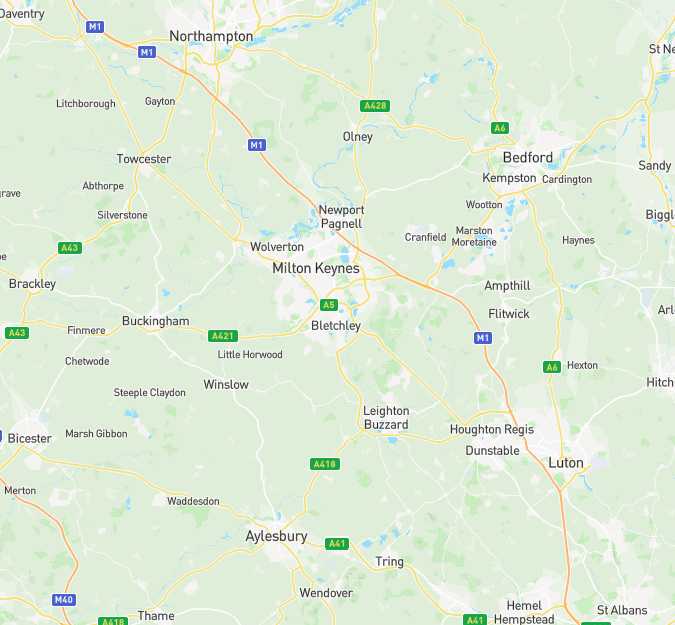 Daventry
M1
Northampton
M1
St Ne
Litchborough
Gayton
A428
A6
Olney
M1
Towcester
Bedford
Sandy
Kempston
Cardington
Abthorpe
grave
Wootton
Silverstone
Newport
Pagnell
Biggl
Marston
Moretaine
Cranfield
Haynes
A43
Wolverton
Milton Keynes
Brackley
Ampthill
A5
Arl
Flitwick
Buckingham
Bletchley
A43
Finmere
A421
M1
Little Horwood
Chetwode
A6
Hexton
Winslow
Hitch
Steeple Claydon
Leighton
Buzzard
Marsh Gibbon
Houghton Regis
Bicester
Dunstable
A418
Luton
Merton
Waddesdon
Aylesbury
A41
Tring
Wendover
M40
Hemel
Hempstead
St Albans
Thame
A418
A41